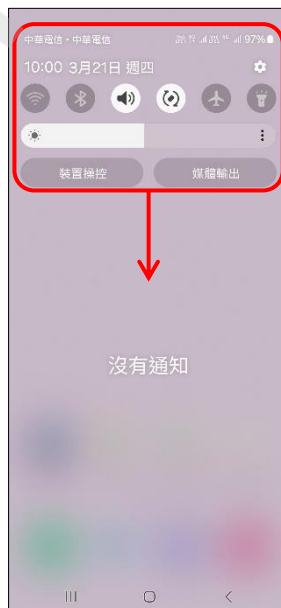 中華電信 · 中華電信 97%
10:00 3月21日 週四
裝置操控 媒體輸出
沒有通知